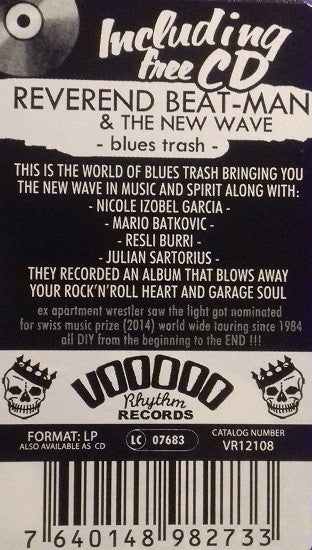 Including
free CD
REVEREND BEAT-MAN
& THE NEW WAVE
- blues trash -
THIS IS THE WORLD OF BLUES TRASH BRINGING YOU
THE NEW WAVE IN MUSIC AND SPIRIT ALONG WITH:
- NICOLE IZOBEL GARCIA -
- MARIO BATKOVIC -
- RESLI BURRI -
- JULIAN SARTORIUS -
THEY RECORDED AN ALBUM THAT BLOWS AWAY
YOUR ROCK'N'ROLL HEART AND GARAGE SOUL
ex apartment wrestler saw the light got nominated
for swiss music prize (2014) world wide touring since 1984
all DIY from the beginning to the END !!!
VOODOO
Rhythm
RECORDS
FORMAT: LP
ALSO AVAILABLE AS CD
LC 07683
CATALOG NUMBER
VR12108
7 640148 982733